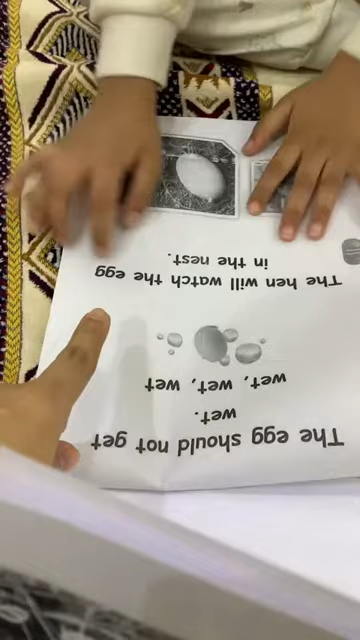 The egg should not get
wet.
wet, wet, wet
The hen will watch the egg
in the nest.